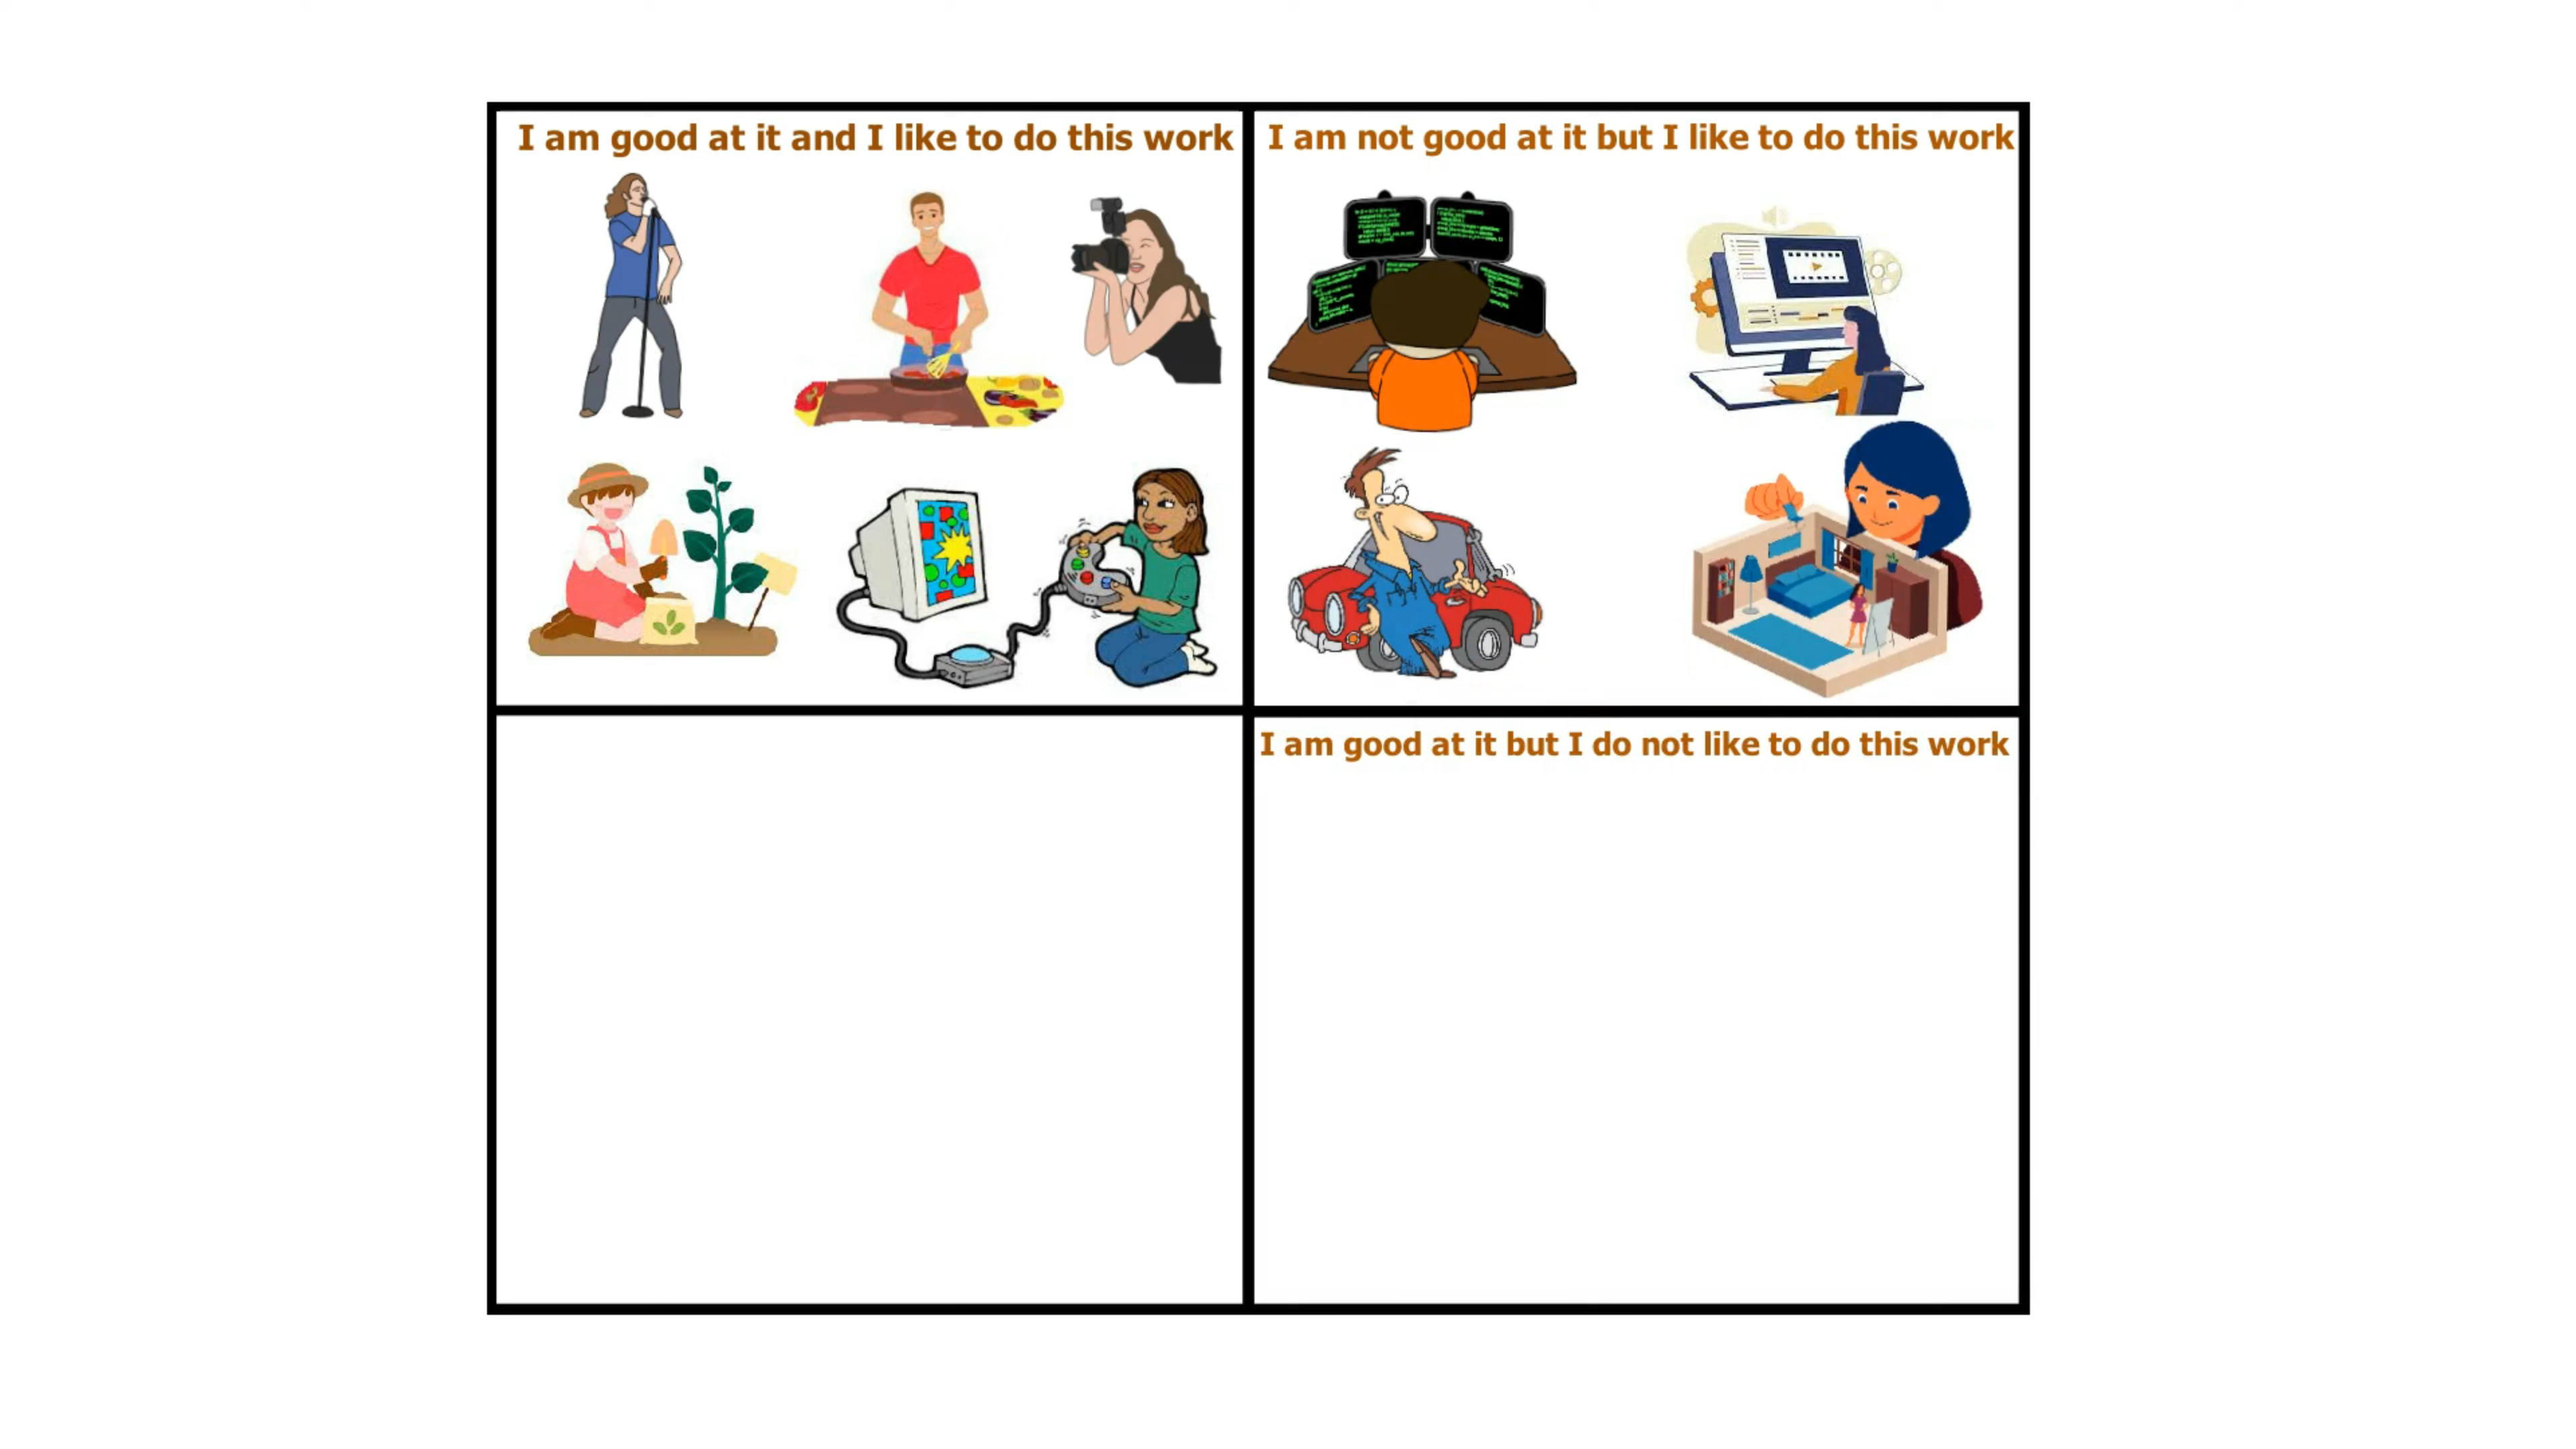 I am good at it and I like to do this work
I am not good at it but I like to do this work
I am good at it but I do not like to do this work